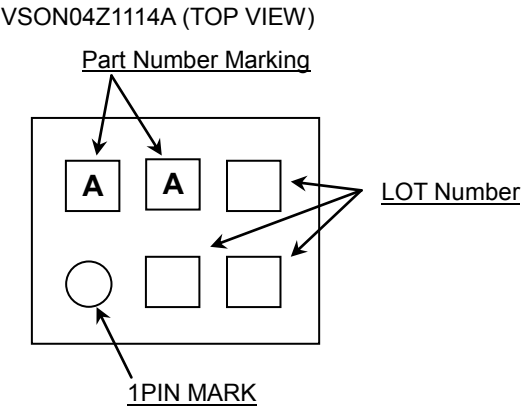 VSON04Z1114A (TOP VIEW)
Part Number Marking
A A
LOT Number
1PIN MARK